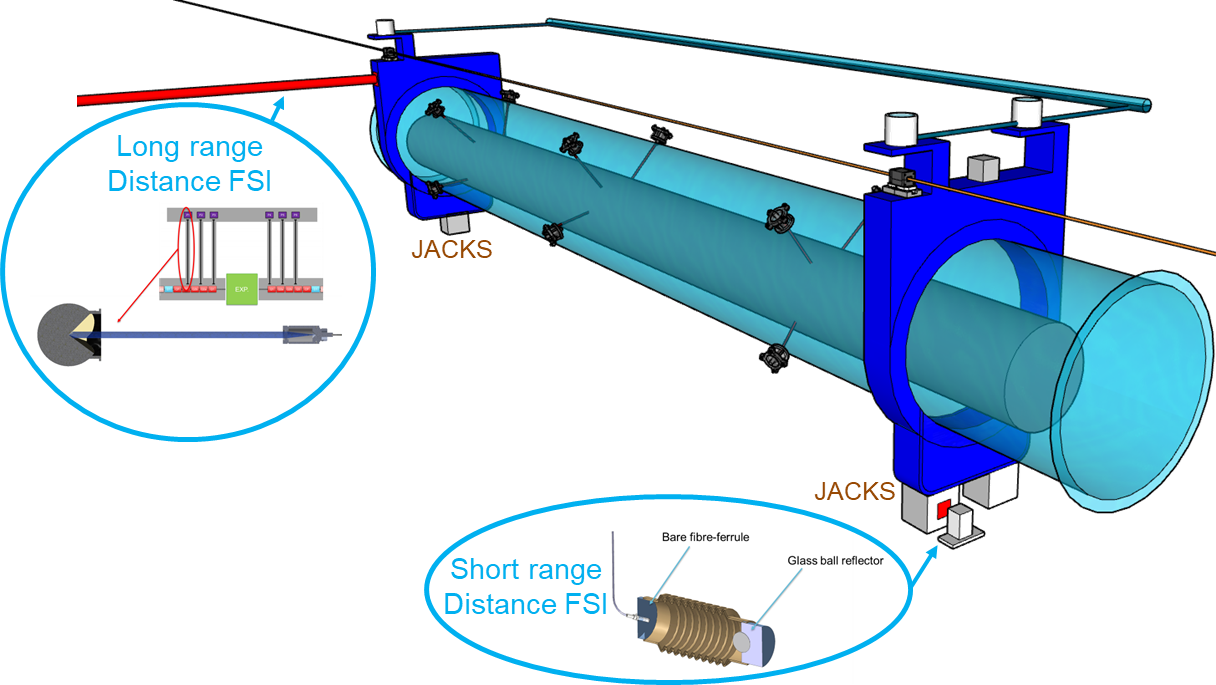 Long range
Distance FSI
EXP.
JACKS
JACKS
Bare fibre-ferrule
Glass ball reflector
Short range
Distance FSI